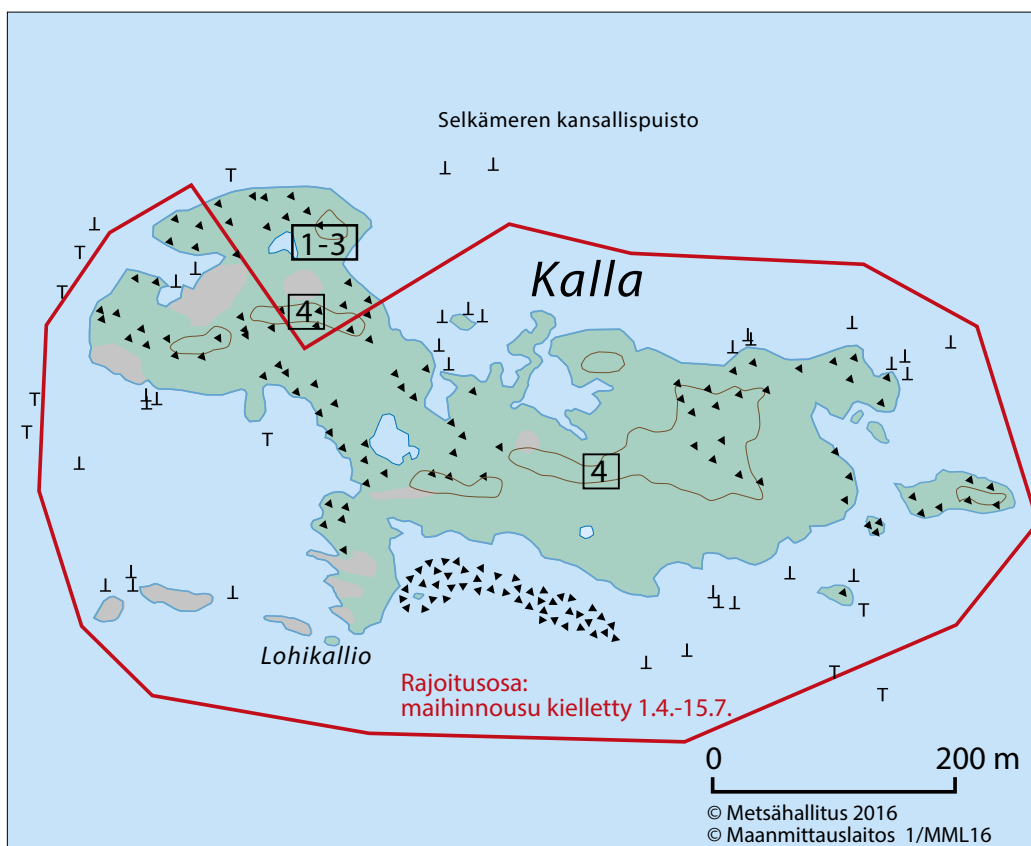 Selkämeren kansallispuisto
1-3
Kalla
4
4
Lohikallio
Rajoitusosa:
maihinnousu kielletty 1.4.-15.7.
0 200 m
© Metsähallitus 2016
© Maanmittauslaitos 1/MML16